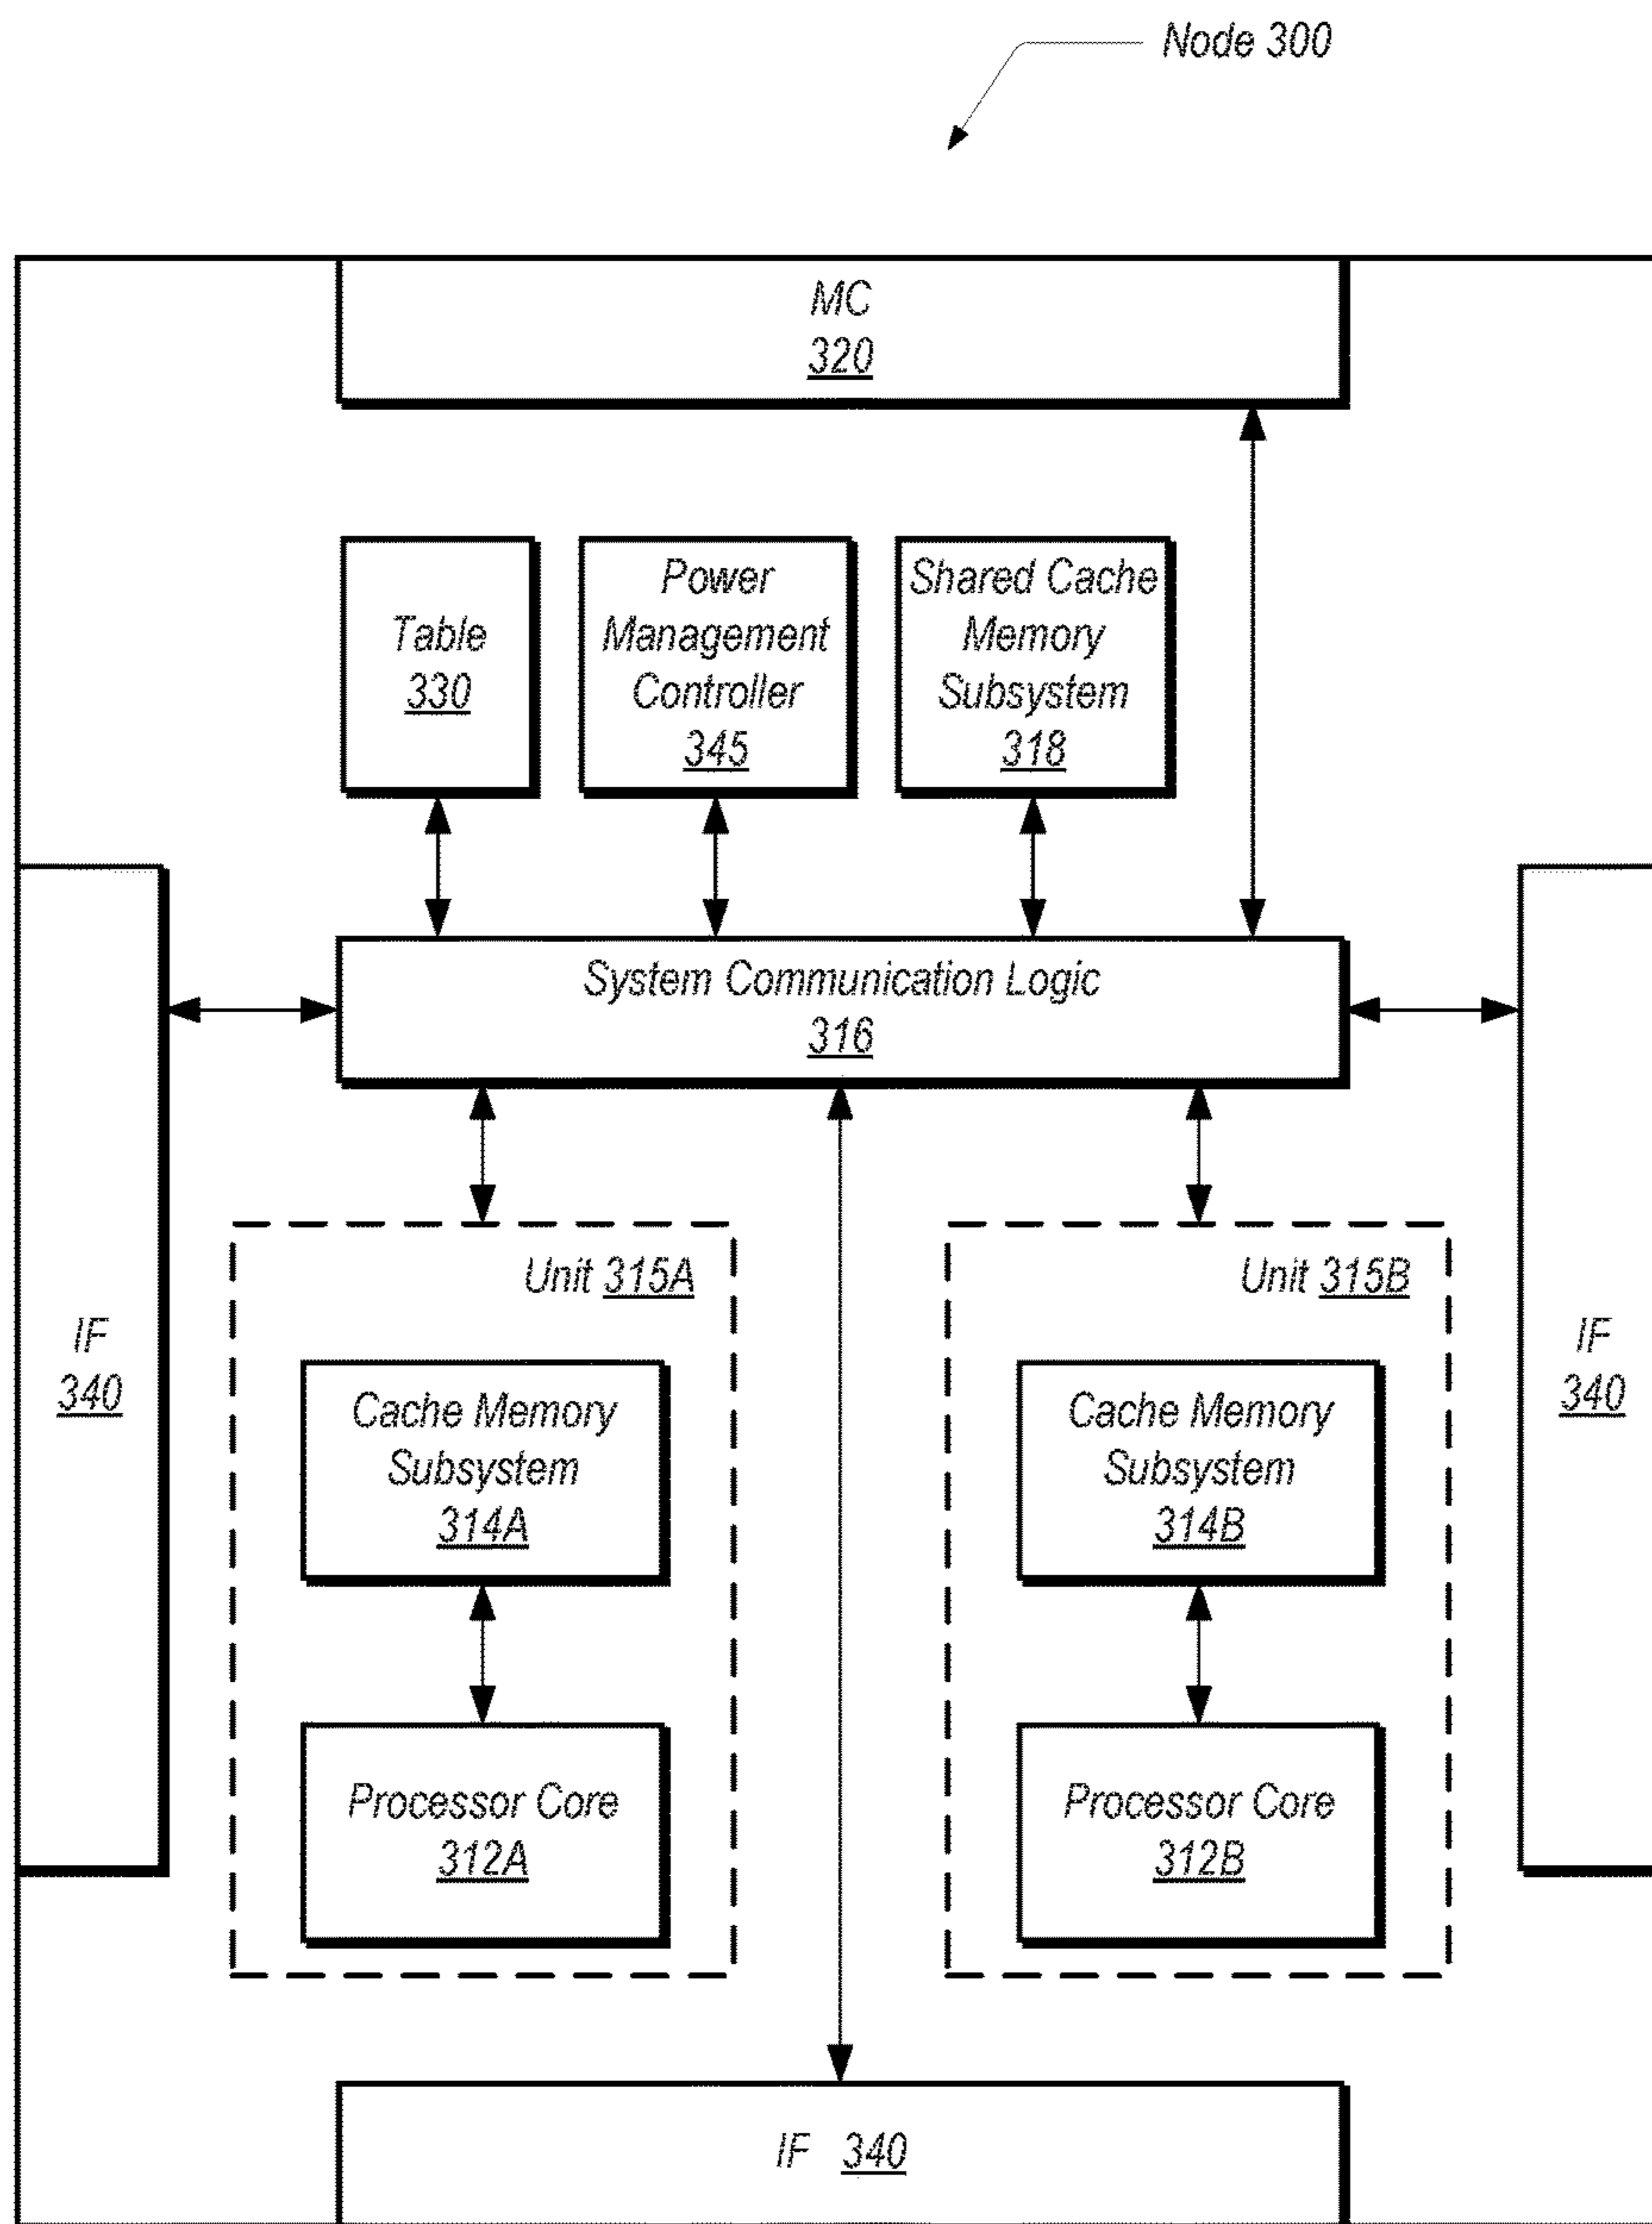 Node 300
MC
320
Table
330
Power
Management
Controller
345
Shared Cache
Memory
Subsystem
318
System Communication Logic
316
IF
340
Unit 315A
Cache Memory
Subsystem
314A
Processor Core
312A
Unit 315B
Cache Memory
Subsystem
314B
Processor Core
312B
IF
340
IF 340